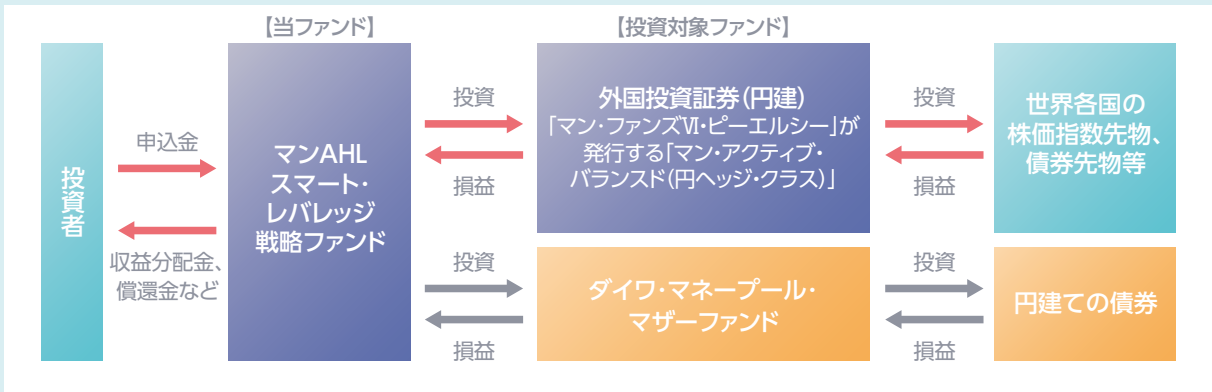 【当ファンド】
【投資対象ファンド】
投資者
申込金
収益分配金、
償還金など
マンAHL
スマート・
レバレッジ
戦略ファンド
投資
損益
外国投資証券(円建)
「マン・ファンズⅥ・ピーエルシー」が
発行する「マン・アクティブ・
バランスド(円ヘッジ・クラス)」
投資
損益
世界各国の
株価指数先物、
債券先物等
投資
損益
ダイワ・マネープール・
マザーファンド
投資
損益
円建ての債券